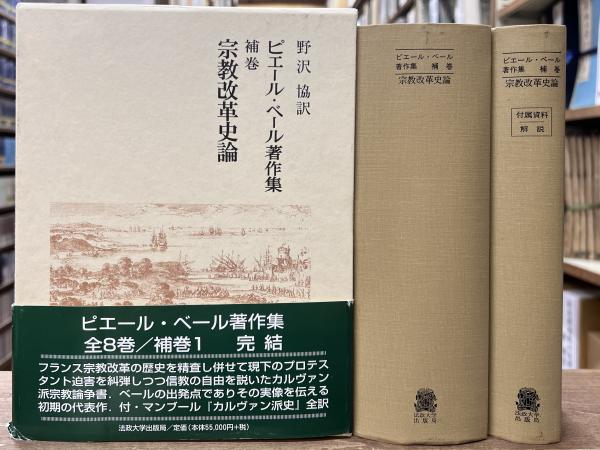 野沢 協訳
ピエール・ベール著作集
補巻
宗教改革史論
ピエール・ベール著作集
全8巻/補巻1 完結
フランス宗教改革の歴史を精査し併せて現下のプロテス
タント迫害を糾弾しつつ信教の自由を説いたカルヴァン
派宗教論争書．ベールの出発点でありその実像を伝える
初期の代表作．付・マンブール『カルヴァン派史』全訳
法政大学出版局/定価(本体55,000円+税)
ピエール・ベール
著作集 補巻
宗教改革史論
法政大学
出版局
ピエール・ベール
著作集 補巻
宗教改革史論
付属資料
解説
法政大学
出版局